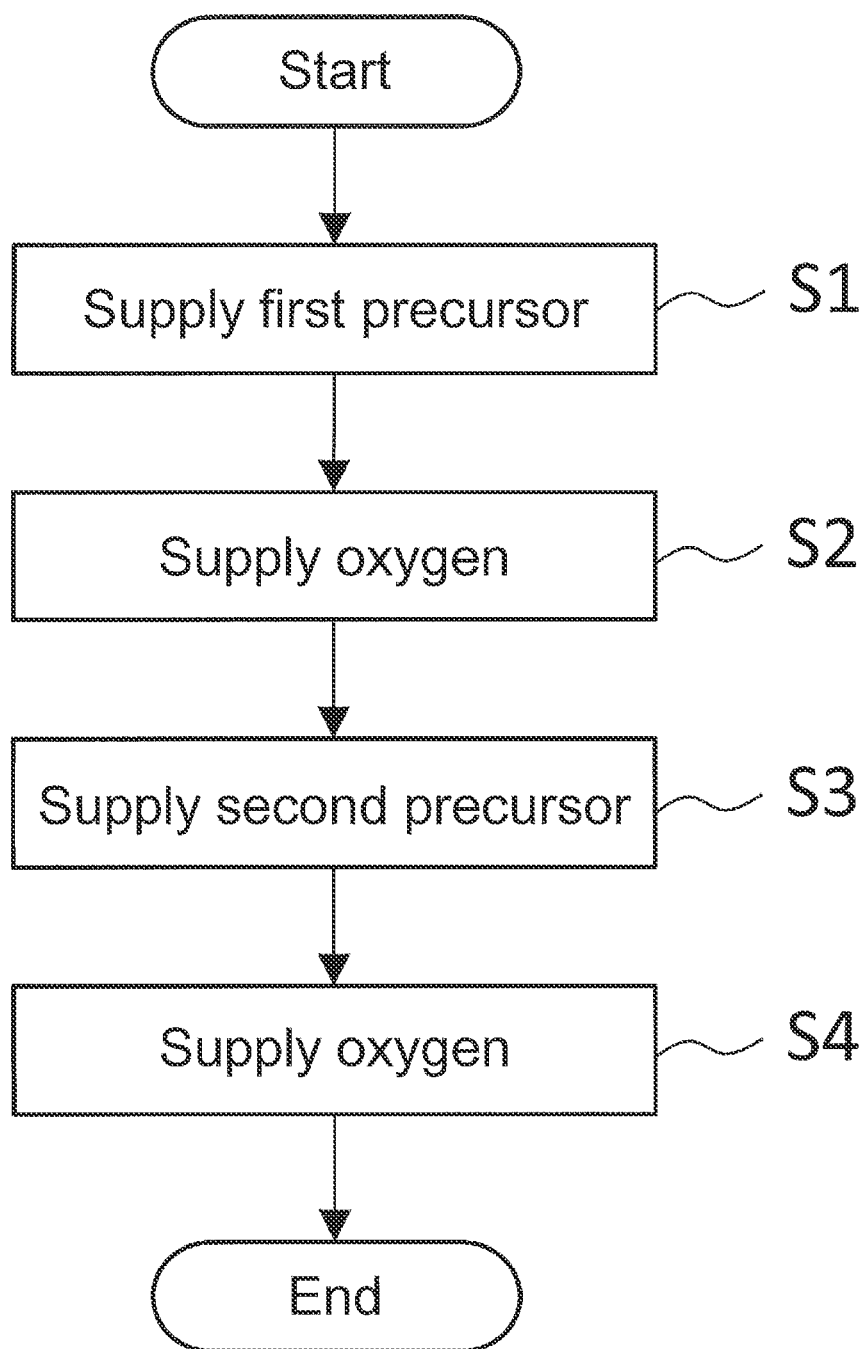 Start
Supply first precursor
S1
Supply oxygen
S2
Supply second precursor
S3
Supply oxygen
S4
End